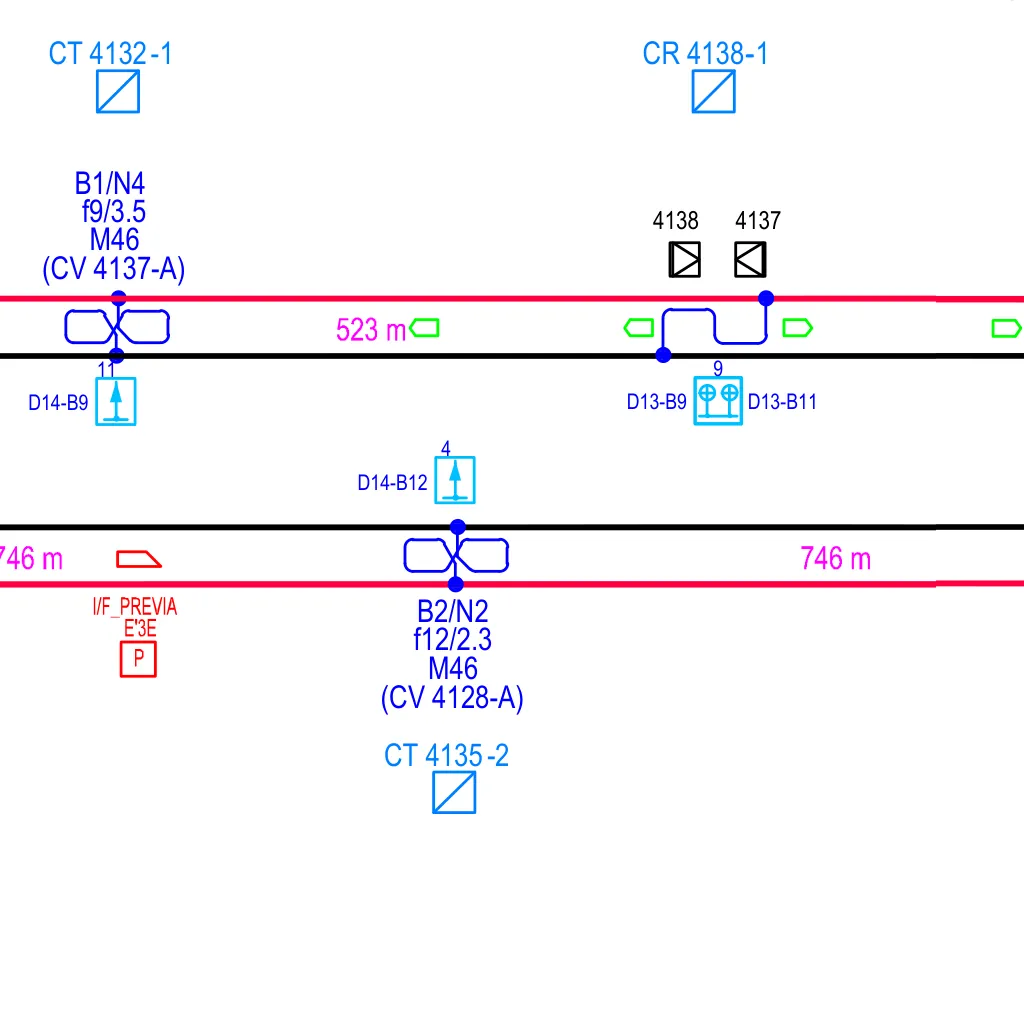 CT 4132-1
CR 4138-1
B1/N4
f9/3.5
M46
(CV 4137-A)
4138
4137
523 m
11
D14-B9
9
D13-B9
D13-B11
4
D14-B12
746 m
746 m
I/F_PREVIA
E'3E
P
B2/N2
f12/2.3
M46
(CV 4128-A)
CT 4135-2